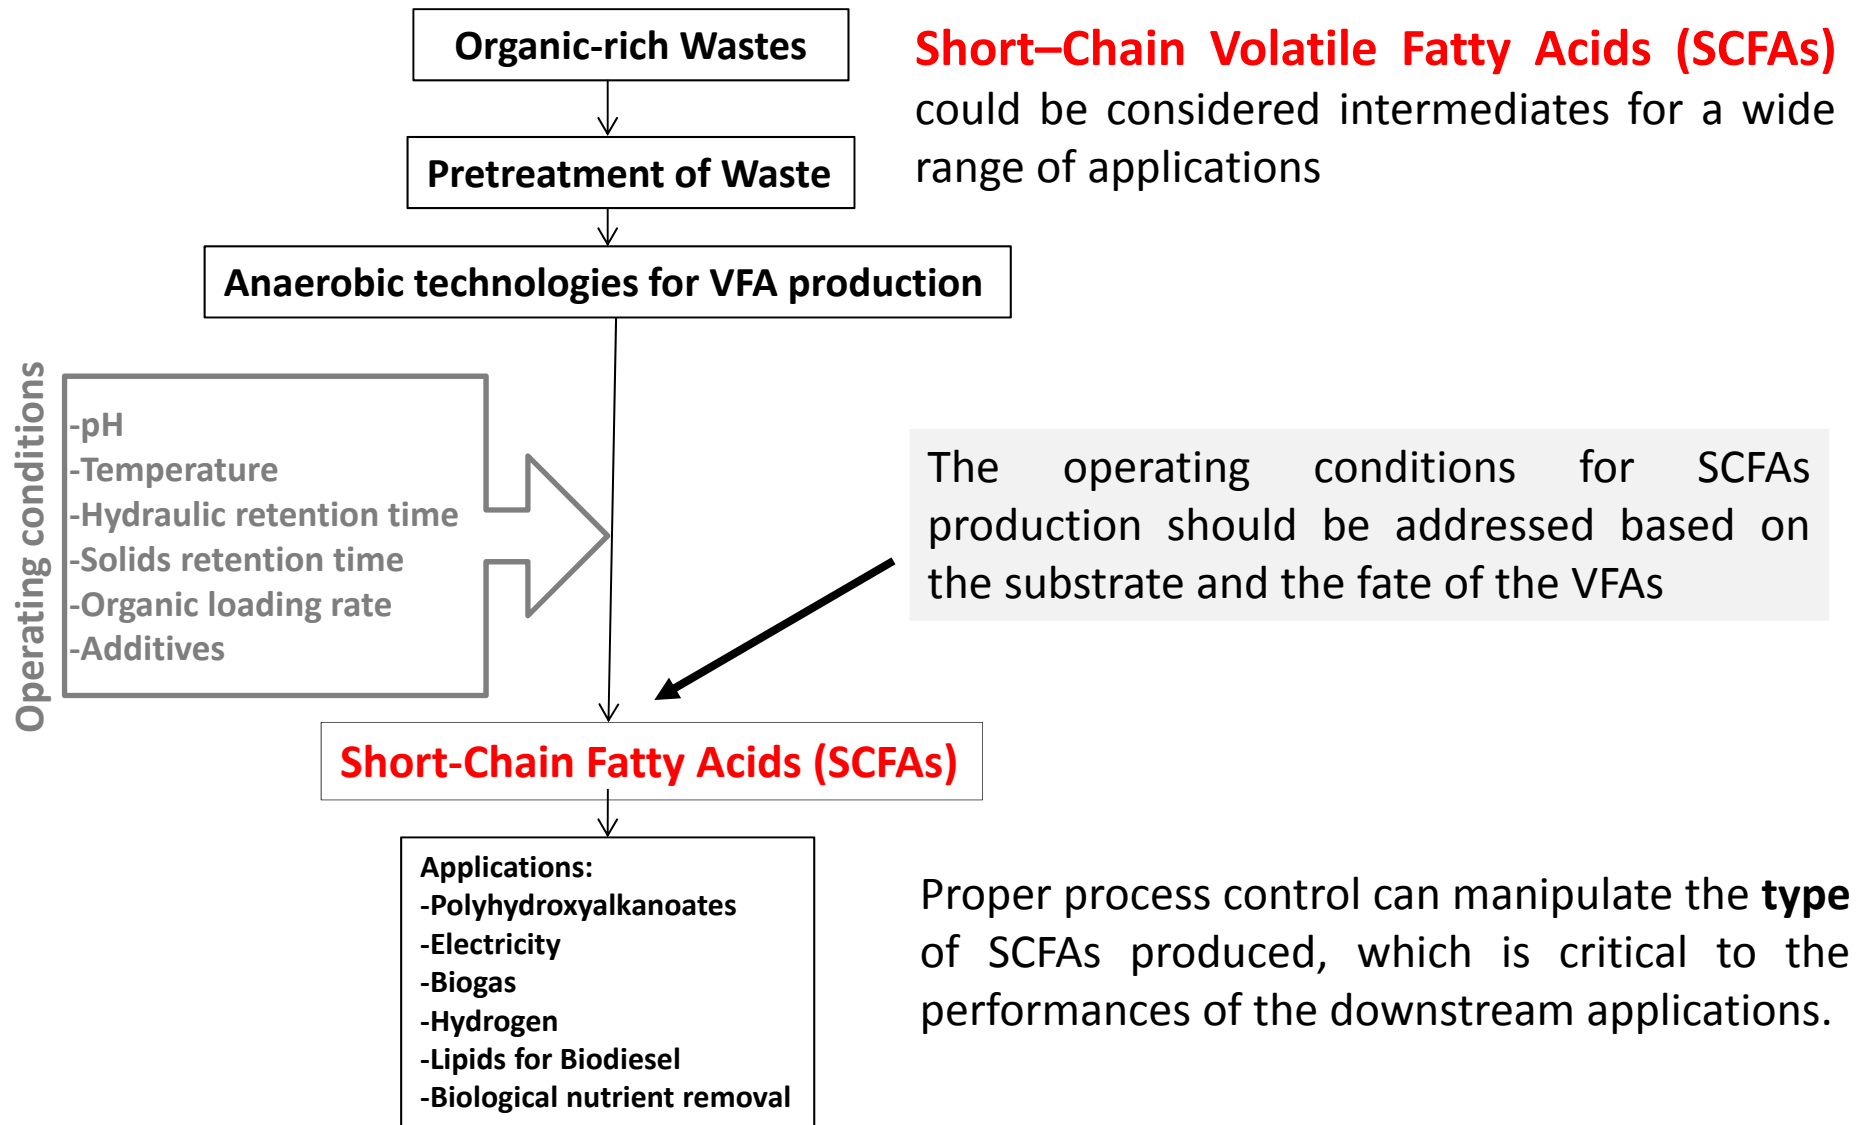 Organic-rich Wastes
Pretreatment of Waste
Anaerobic technologies for VFA production
Operating conditions
-pH
-Temperature
-Hydraulic retention time
-Solids retention time
-Organic loading rate
-Additives
Short-Chain Fatty Acids (SCFAs)
Applications:
-Polyhydroxyalkanoates
-Electricity
-Biogas
-Hydrogen
-Lipids for Biodiesel
-Biological nutrient removal
Short–Chain Volatile Fatty Acids (SCFAs)
could be considered intermediates for a wide
range of applications
The operating conditions for SCFAs
production should be addressed based on
the substrate and the fate of the VFAs
Proper process control can manipulate the type
of SCFAs produced, which is critical to the
performances of the downstream applications.